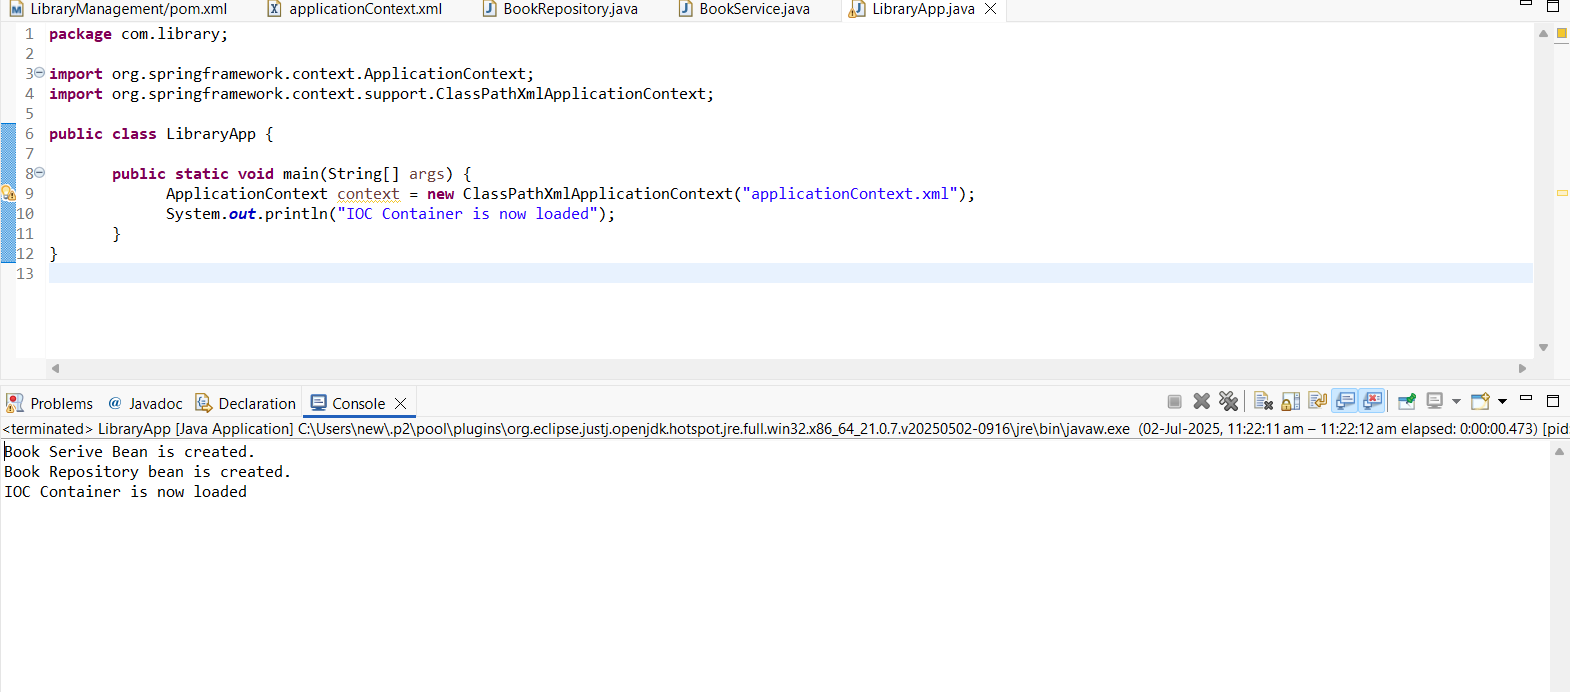 LibraryManagement/pom.xml applicationContext.xml BookRepository.java BookService.java LibraryApp.java
1 package com.library;
2
3 import org.springframework.context.ApplicationContext;
4 import org.springframework.context.support.ClassPathXmlApplicationContext;
5
6 public class LibraryApp {
7
8 public static void main(String[] args) {
9 ApplicationContext context = new ClassPathXmlApplicationContext("applicationContext.xml");
10 System.out.println("IOC Container is now loaded");
11 }
12 }
13
Problems @ Javadoc Declaration Console
<terminated> LibraryApp [Java Application] C:\Users\new\.p2\pool\plugins\org.eclipse.justj.openjdk.hotspot.jre.full.win32.x86_64_21.0.7.v20250502-0916\jre\bin\javaw.exe (02-Jul-2025, 11:22:11 am – 11:22:12 am elapsed: 0:00:00.473) [pid:
Book Serive Bean is created.
Book Repository bean is created.
IOC Container is now loaded